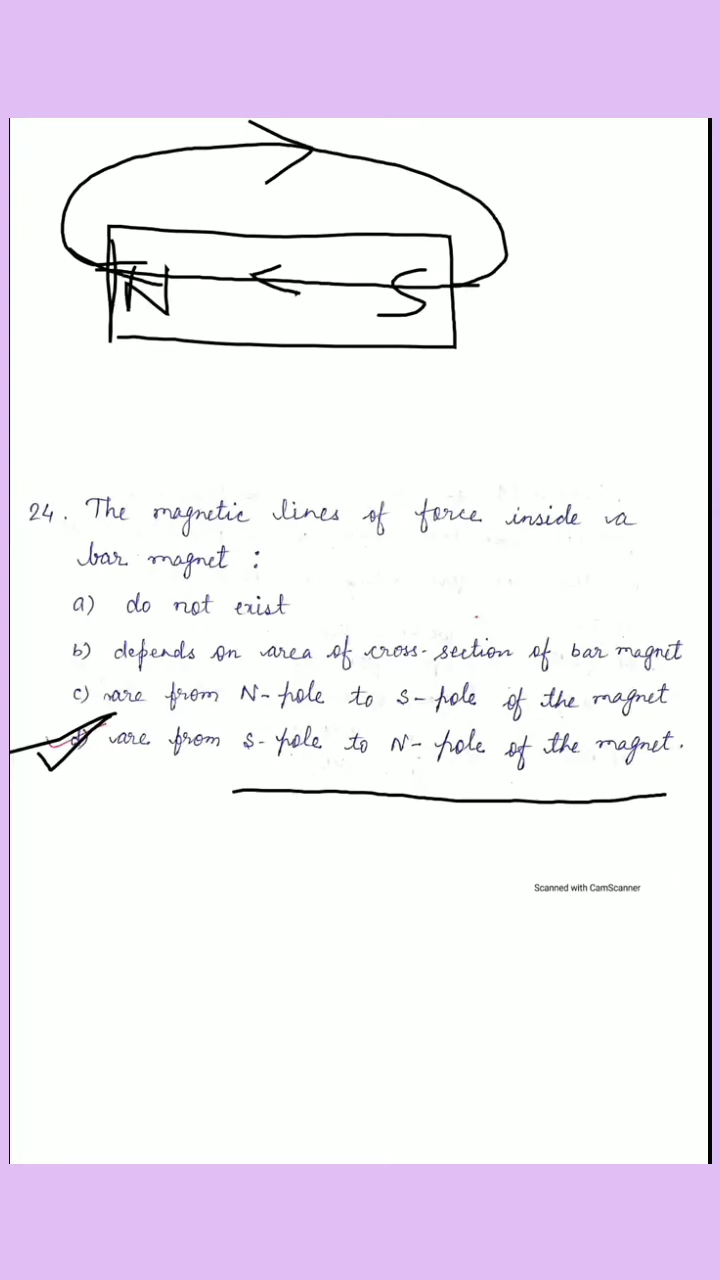 N S
24. The magnetic lines of force inside a
bar magnet :
a) do not exist
b) depends on area of cross-section of bar magnet
c) are from N-pole to S-pole of the magnet
d) are from S-pole to N-pole of the magnet.
Scanned with CamScanner